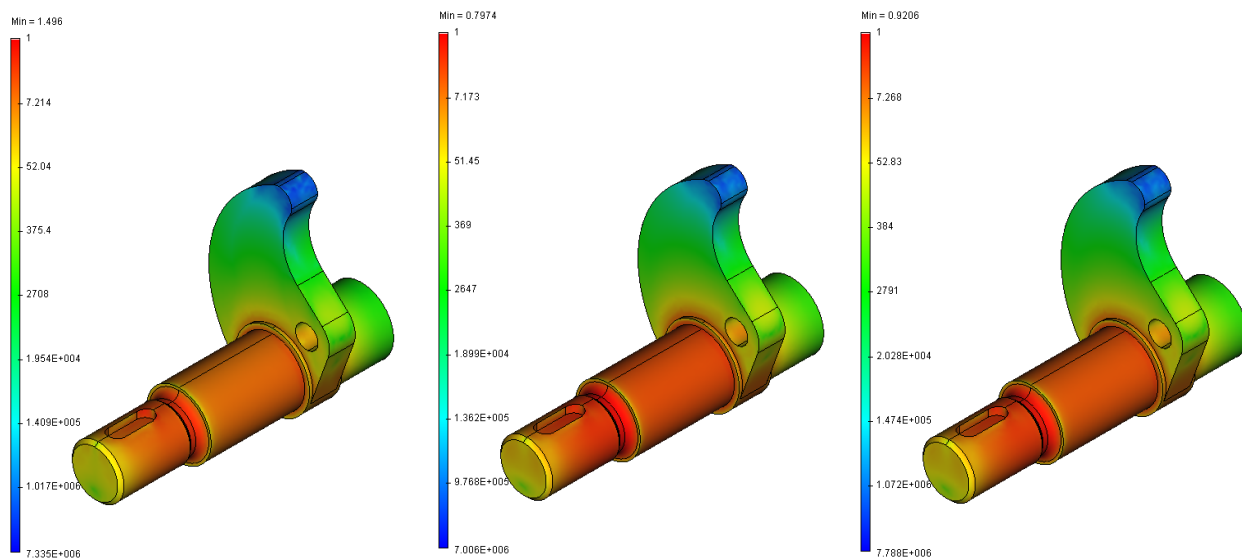 Min = 1.496
1
7.214
52.04
375.4
2708
1.954E+004
1.409E+005
1.017E+006
7.335E+006
Min = 0.7974
1
7.173
51.45
369
2647
1.899E+004
1.362E+005
9.768E+005
7.006E+006
Min = 0.9206
1
7.268
52.83
384
2791
2.028E+004
1.474E+005
1.072E+006
7.788E+006